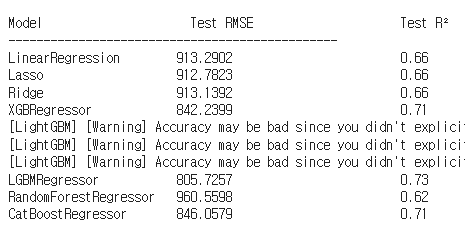 Model Test RMSE Test R²
------------------------------------------------
LinearRegression 913.2902 0.66
Lasso 912.7823 0.66
Ridge 913.1392 0.66
XGBRegressor 842.2399 0.71
[LightGBM] [Warning] Accuracy may be bad since you didn't explicit
[LightGBM] [Warning] Accuracy may be bad since you didn't explicit
[LightGBM] [Warning] Accuracy may be bad since you didn't explicit
LGBMRegressor 805.7257 0.73
RandomForestRegressor 960.5598 0.62
CatBoostRegressor 846.0579 0.71